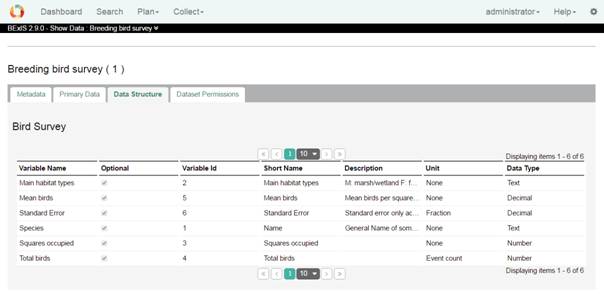 Dashboard Search Plan Collect administrator Help
BExIS 2.9.0 - Show Data : Breeding bird survey
Breeding bird survey ( 1 )
Metadata Primary Data Data Structure Dataset Permissions
Bird Survey
« ‹ 1 10 › » Displaying items 1 - 6 of 6
Variable Name Optional Variable Id Short Name Description Unit Data Type
Main habitat types 2 Main habitat types M: marsh/wetland F: f... None Text
Mean birds 5 Mean birds Mean birds per square... None Decimal
Standard Error 6 Standard Error Standard error only ac... Fraction Decimal
Species 1 Name General Name of som... None Text
Squares occupied 3 Squares occupied None Number
Total birds 4 Total birds Event count Number
« ‹ 1 10 › » Displaying items 1 - 6 of 6